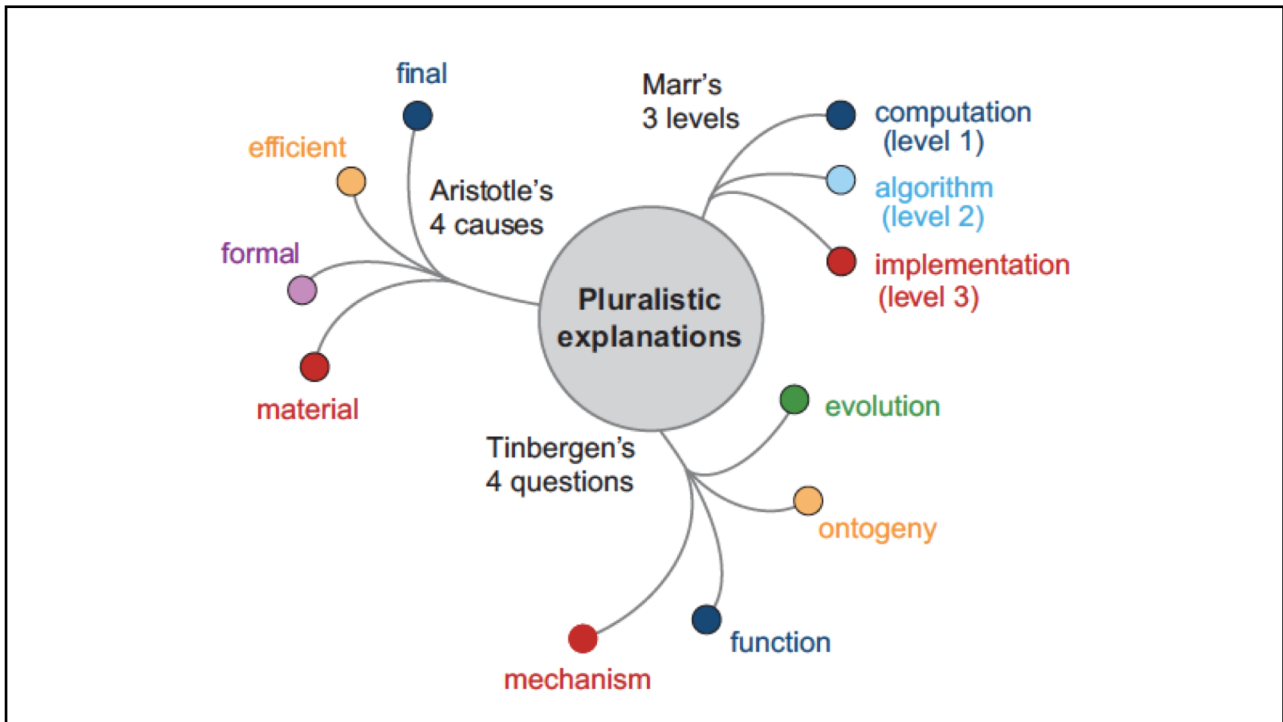 final
efficient
formal
material
Aristotle's
4 causes
Marr's
3 levels
computation
(level 1)
algorithm
(level 2)
implementation
(level 3)
Pluralistic
explanations
Tinbergen's
4 questions
evolution
ontogeny
function
mechanism